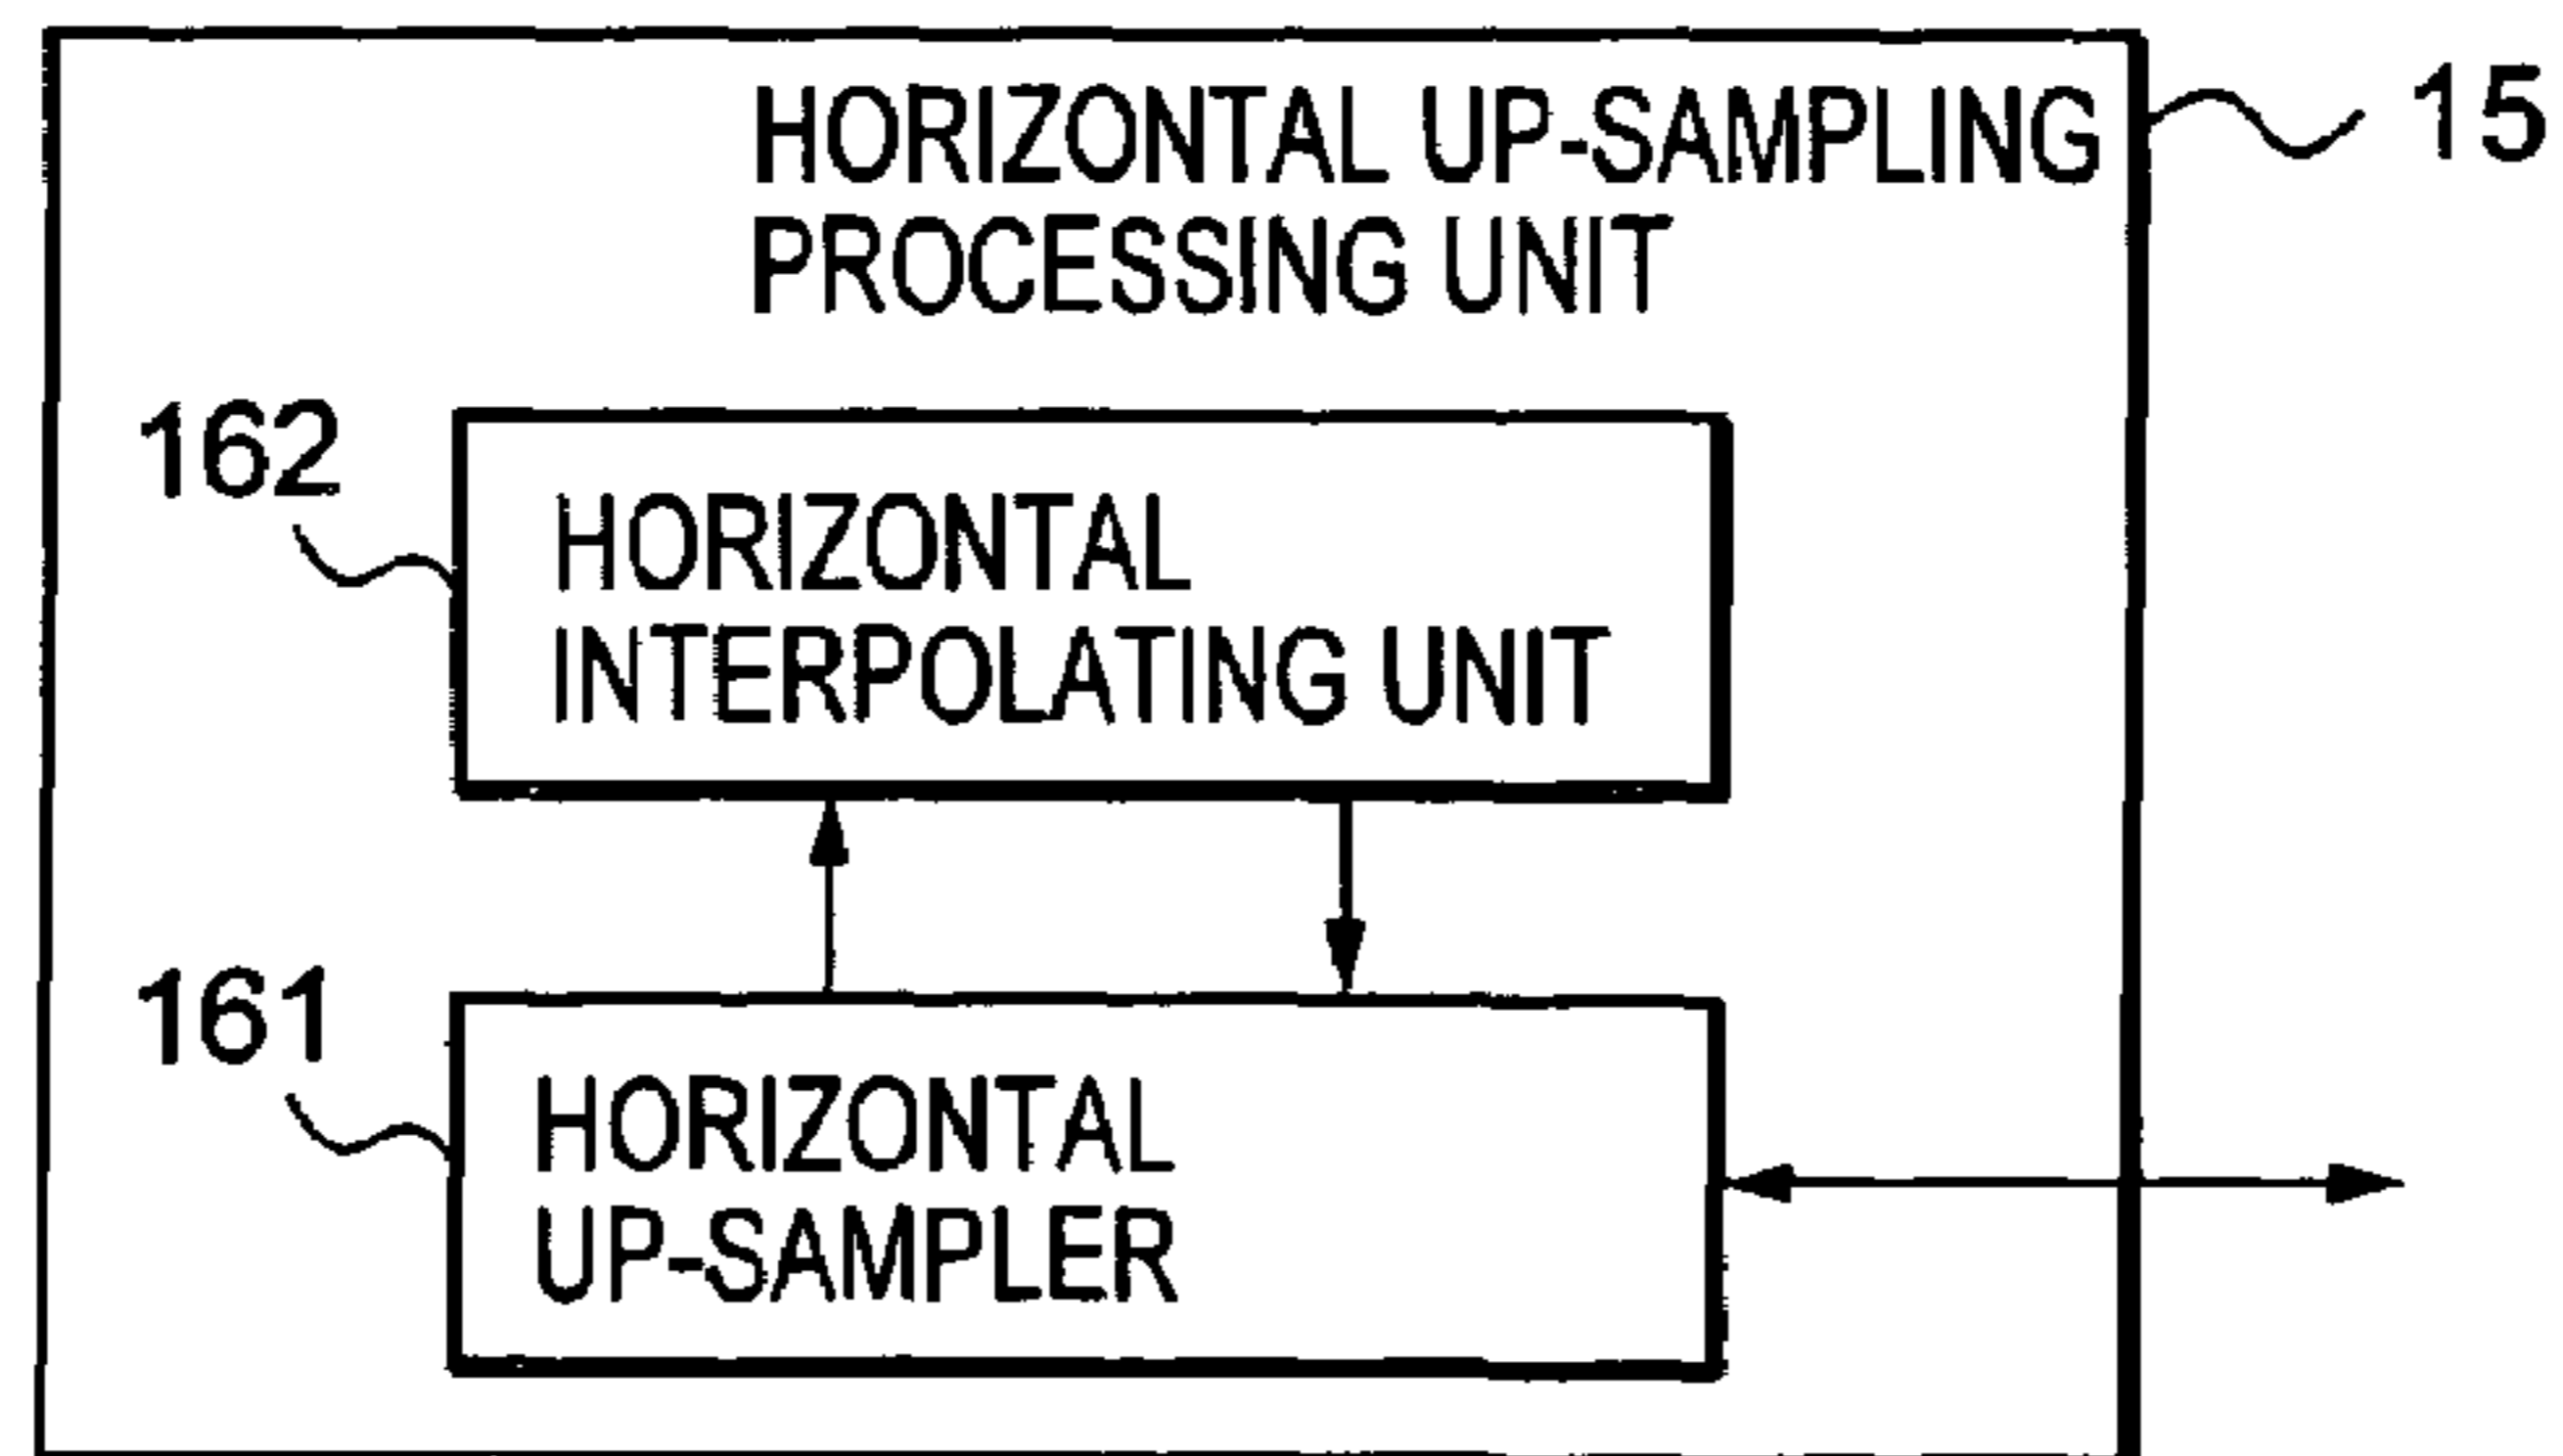 HORIZONTAL UP-SAMPLING
PROCESSING UNIT
15
162
HORIZONTAL
INTERPOLATING UNIT
161
HORIZONTAL
UP-SAMPLER